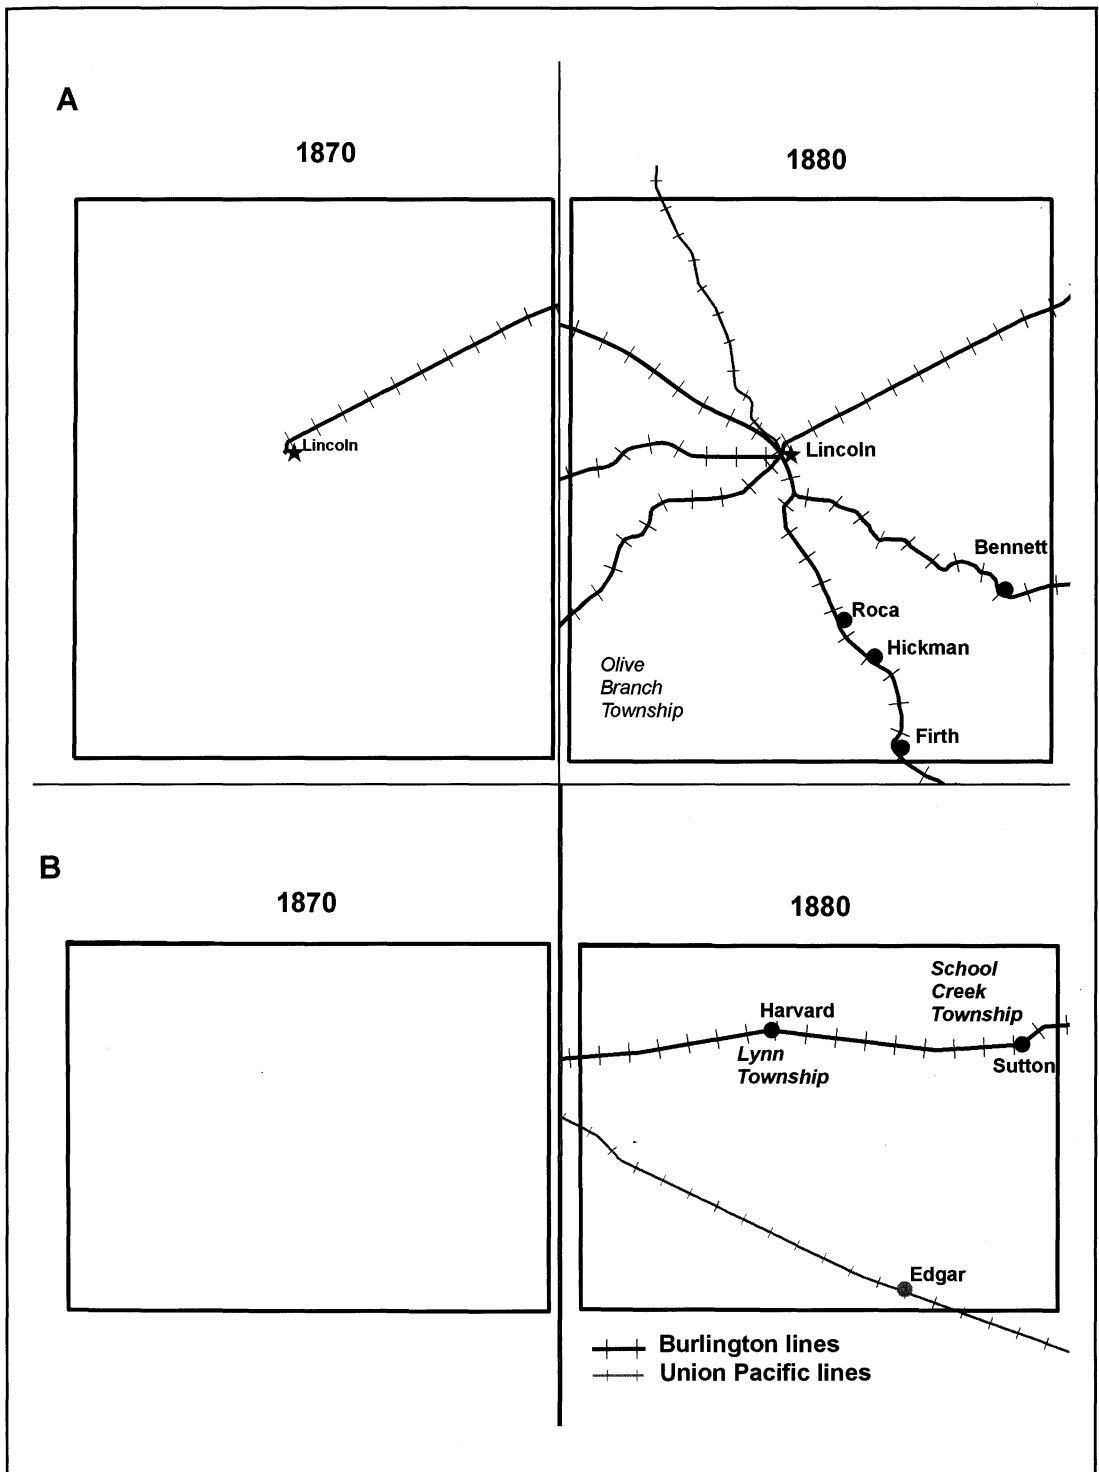 A
1870
1880
Lincoln
Lincoln
Bennett
Roca
Hickman
Olive
Branch
Township
Firth
B
1870
1880
School
Creek
Township
Harvard
Lynn
Township
Sutton
Edgar
Burlington lines
Union Pacific lines